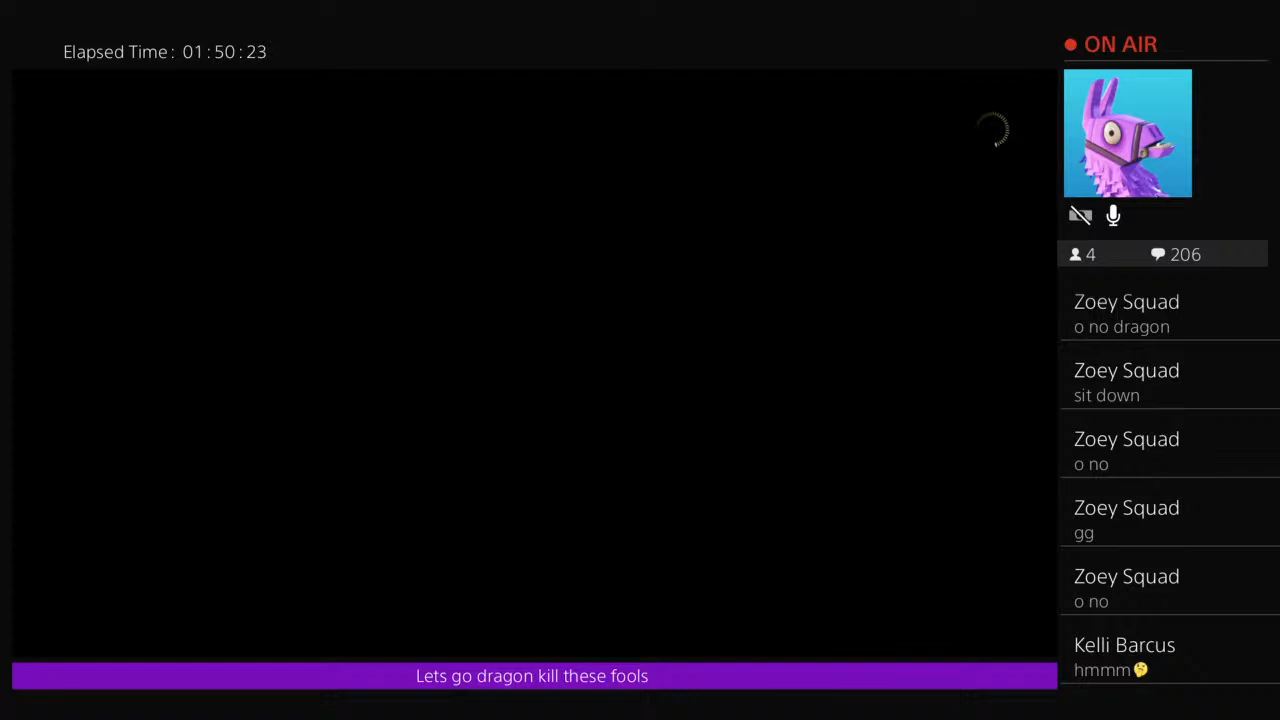 Elapsed Time: 01:50:23
ON AIR
4 206
Zoey Squad
o no dragon
Zoey Squad
sit down
Zoey Squad
o no
Zoey Squad
gg
Zoey Squad
o no
Kelli Barcus
hmmm🤔
Lets go dragon kill these fools